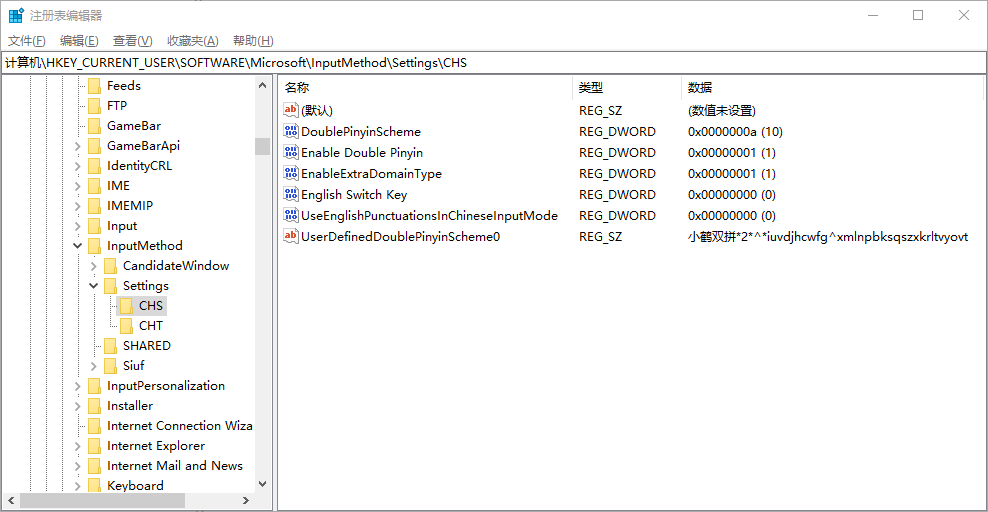 注册表编辑器
文件(F) 编辑(E) 查看(V) 收藏夹(A) 帮助(H)
计算机\HKEY_CURRENT_USER\SOFTWARE\Microsoft\InputMethod\Settings\CHS
Feeds
FTP
GameBar
GameBarApi
IdentityCRL
IME
IMEMIP
Input
InputMethod
CandidateWindow
Settings
CHS
CHT
SHARED
Siuf
InputPersonalization
Installer
Internet Connection Wiza
Internet Explorer
Internet Mail and News
Keyboard
名称 类型 数据
(默认) REG_SZ (数值未设置)
DoublePinyinScheme REG_DWORD 0x0000000a (10)
Enable Double Pinyin REG_DWORD 0x00000001 (1)
EnableExtraDomainType REG_DWORD 0x00000001 (1)
English Switch Key REG_DWORD 0x00000000 (0)
UseEnglishPunctuationsInChineseInputMode REG_DWORD 0x00000000 (0)
UserDefinedDoublePinyinScheme0 REG_SZ 小鹤双拼*2*^*iuvdjhcwfg^xmlnpbksqszxkrltvyovt